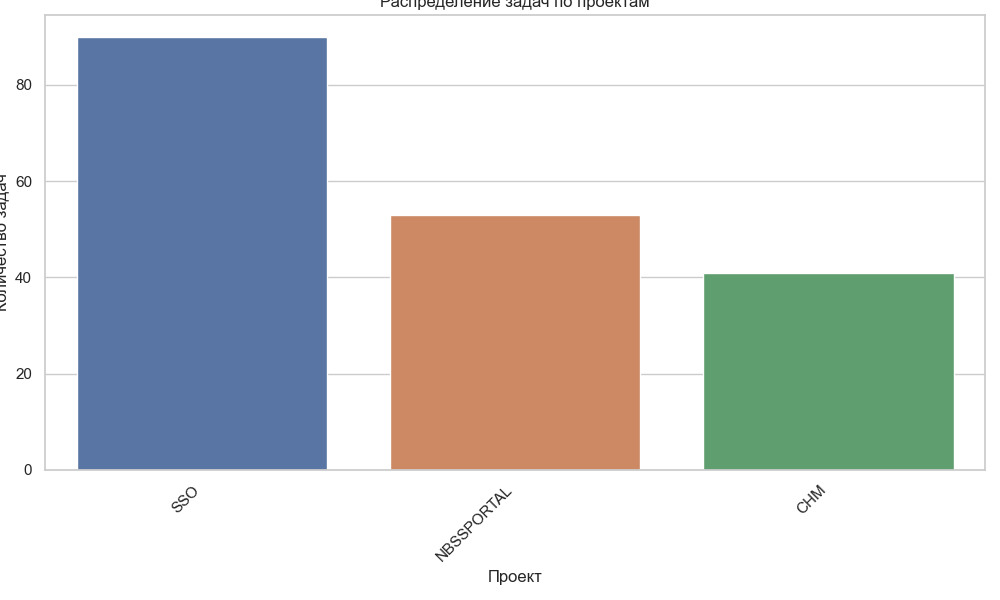 Распределение задач по проектам
Количество задач
80
60
40
20
0
SSO
NBSSPORTAL
CHM
Проект